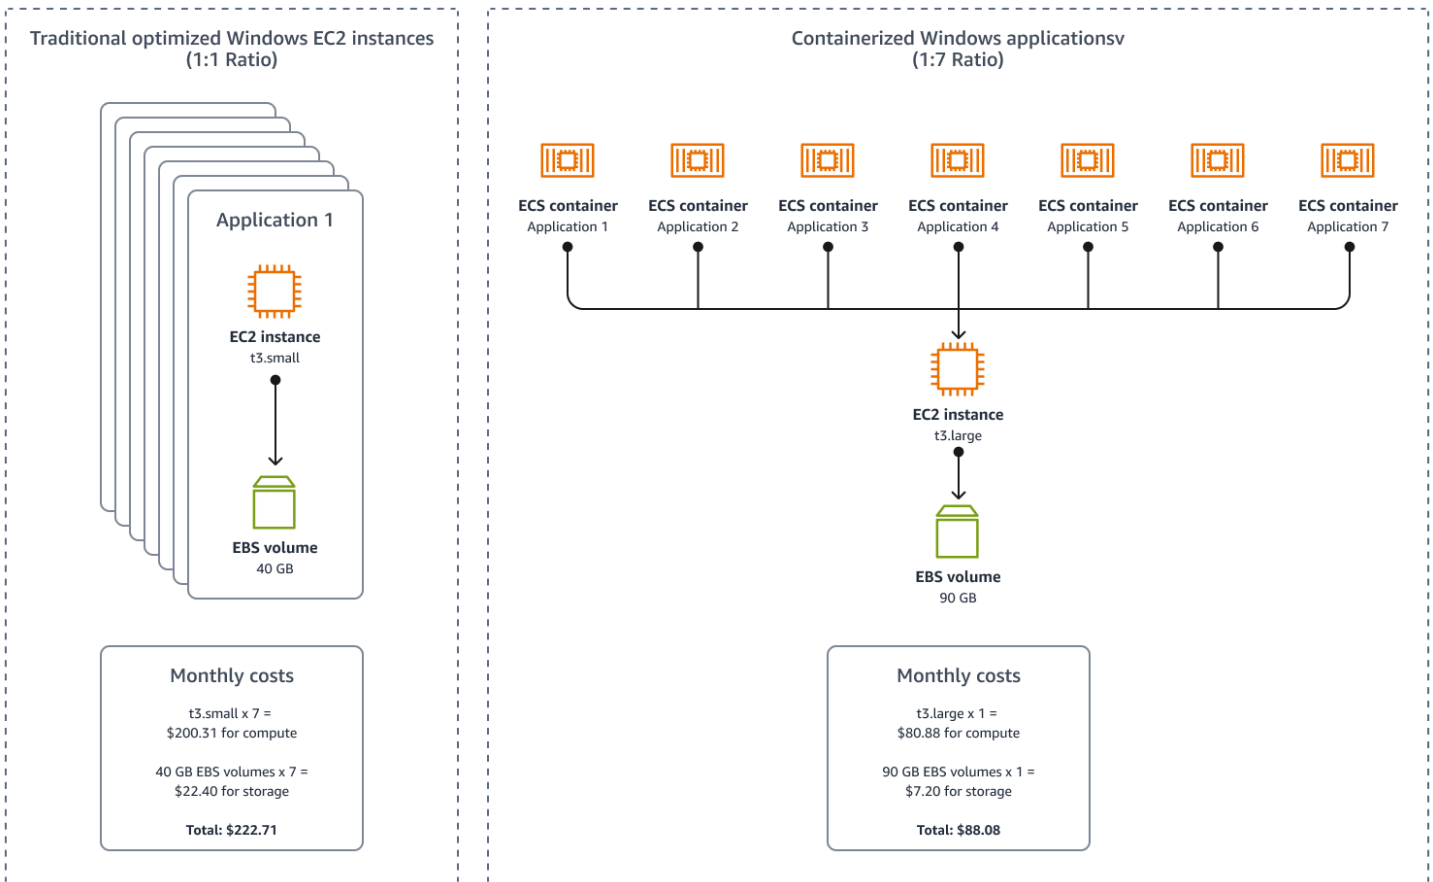 Traditional optimized Windows EC2 instances
(1:1 Ratio)
Application 1
EC2 instance
t3.small
EBS volume
40 GB
Monthly costs
t3.small x 7 =
$200.31 for compute
40 GB EBS volumes x 7 =
$22.40 for storage
Total: $222.71
Containerized Windows applicationsv
(1:7 Ratio)
ECS container
Application 1
ECS container
Application 2
ECS container
Application 3
ECS container
Application 4
ECS container
Application 5
ECS container
Application 6
ECS container
Application 7
EC2 instance
t3.large
EBS volume
90 GB
Monthly costs
t3.large x 1 =
$80.88 for compute
90 GB EBS volumes x 1 =
$7.20 for storage
Total: $88.08